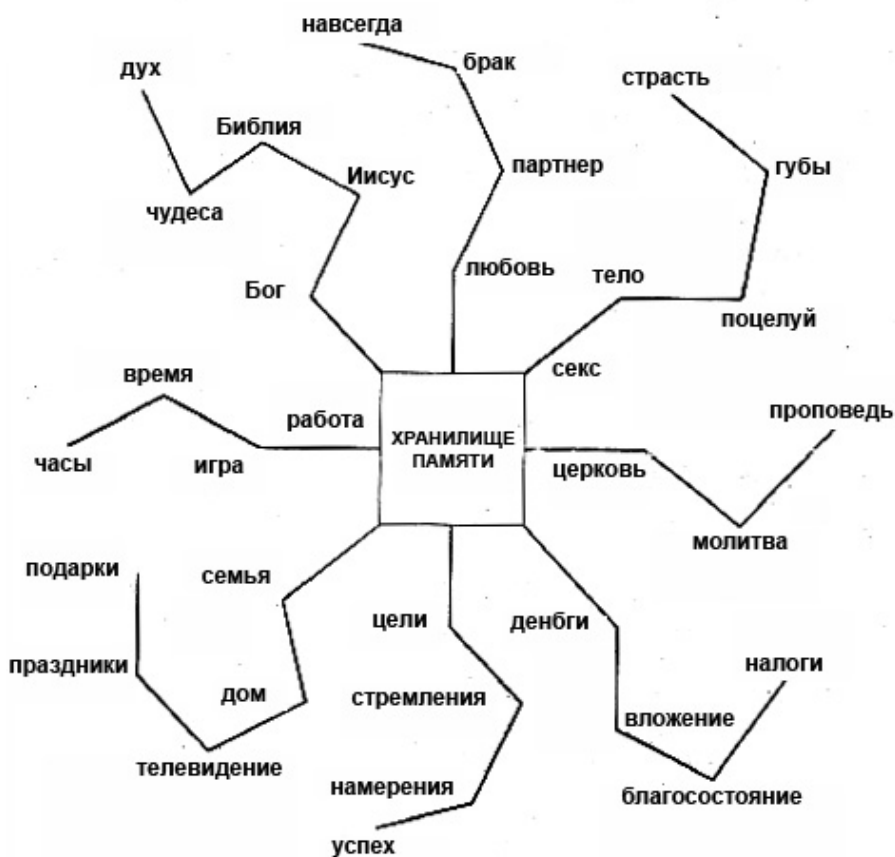 навсегда
брак
партнер
любовь
страсть
губы
поцелуй
тело
секс
дух
чудеса
Библия
Иисус
Бог
время
часы
игра
работа
ХРАНИЛИЩЕ
ПАМЯТИ
проповедь
церковь
молитва
подарки
праздники
телевидение
дом
семья
цели
стремления
намерения
успех
денбги
вложение
благосостояние
налоги